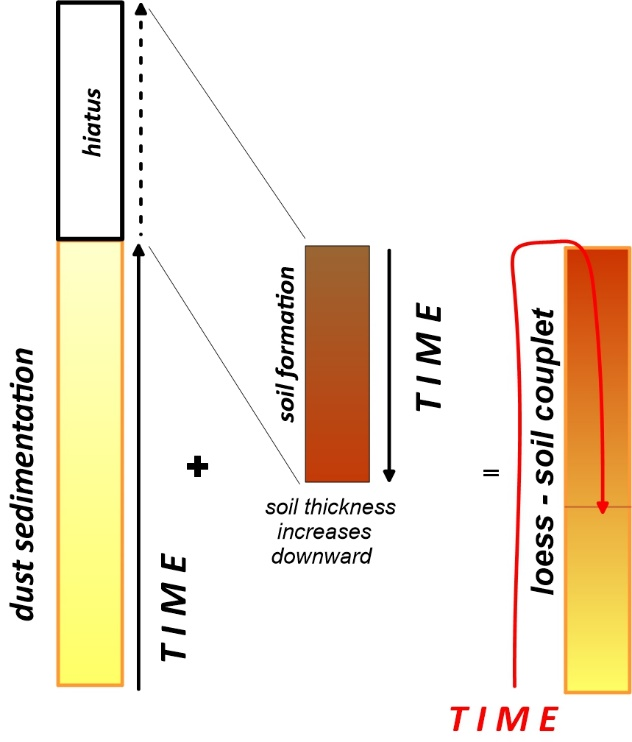 hiatus
dust sedimentation
TIME
+
soil formation
TIME
soil thickness
increases
downward
=
loess - soil couplet
TIME